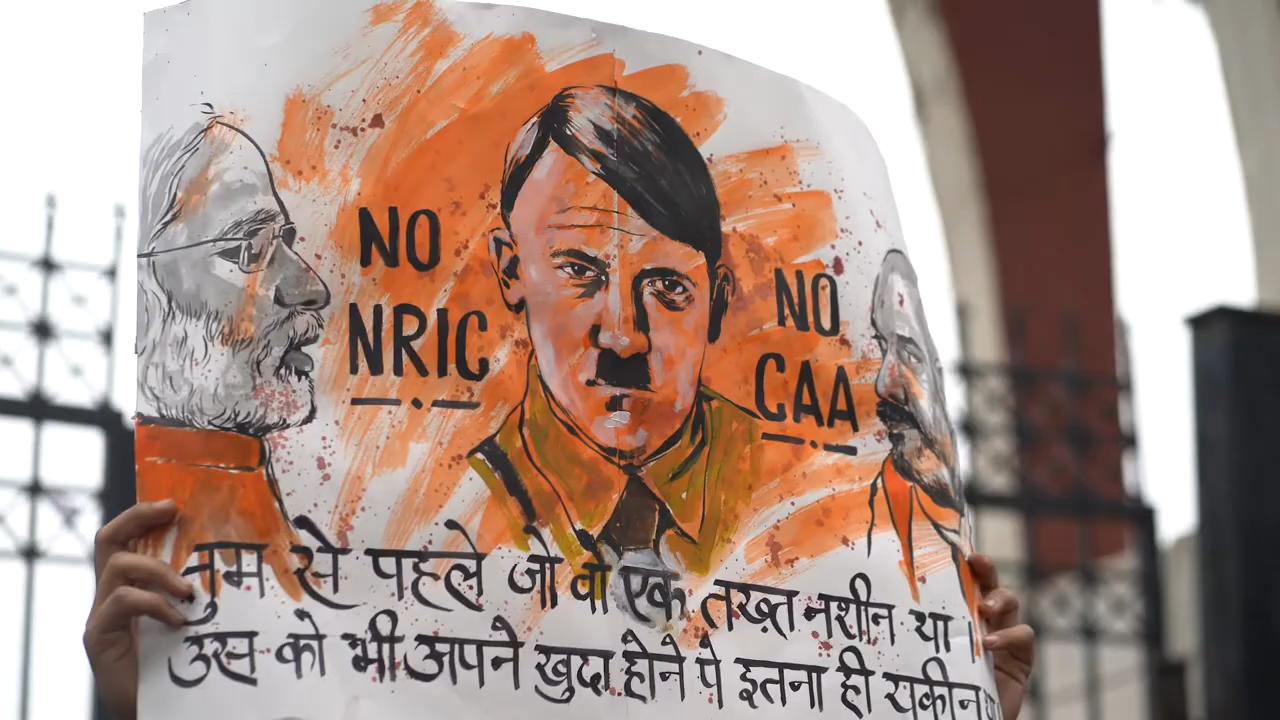 NO
NRIC
NO
CAA
तुम से पहले जो वो एक तख़्त नशीन था ।
उस को भी अपने खुदा होने पे इतना ही यकीन था